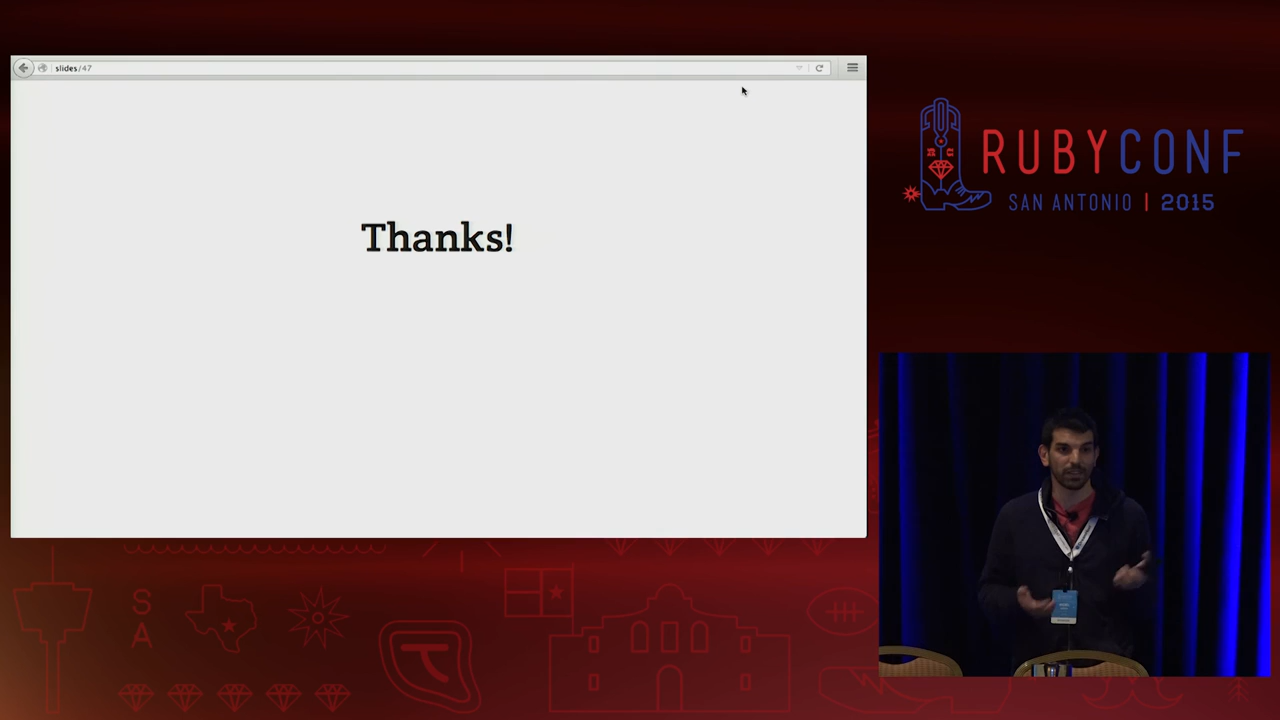 slides/47
Thanks!
RUBYCONF
SAN ANTONIO | 2015
S
A